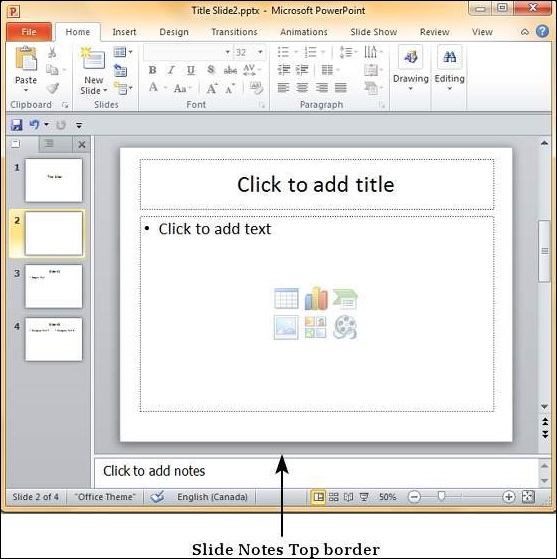 Title Slide2.pptx - Microsoft PowerPoint
File Home Insert Design Transitions Animations Slide Show Review View
Paste New Slide 32 Drawing Editing
B I U S abc AV
A Aa A A
Clipboard Slides Font Paragraph
1
2
3
4
Click to add title
• Click to add text
Click to add notes
Slide 2 of 4 "Office Theme" English (Canada) 50%
Slide Notes Top border